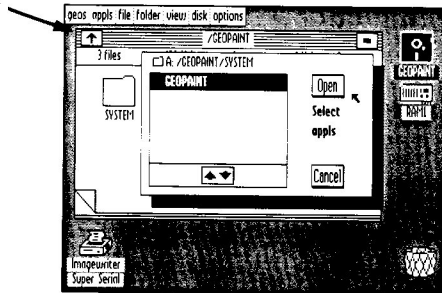 geos appls file folder view disk options
/GEOPAINT
3 files
A: /GEOPAINT/SYSTEM
GEOPAINT
SYSTEM
Open
Select
appls
Cancel
GEOPAINT
RAM1
Imagewriter
Super Serial